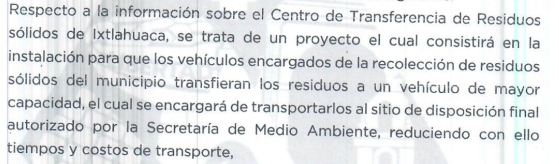 Respecto a la información sobre el Centro de Transferencia de Residuos
sólidos de Ixtlahuaca, se trata de un proyecto el cual consistirá en la
instalación para que los vehículos encargados de la recolección de residuos
sólidos del municipio transfieran los residuos a un vehículo de mayor
capacidad, el cual se encargará de transportarlos al sitio de disposición final
autorizado por la Secretaría de Medio Ambiente, reduciendo con ello
tiempos y costos de transporte,